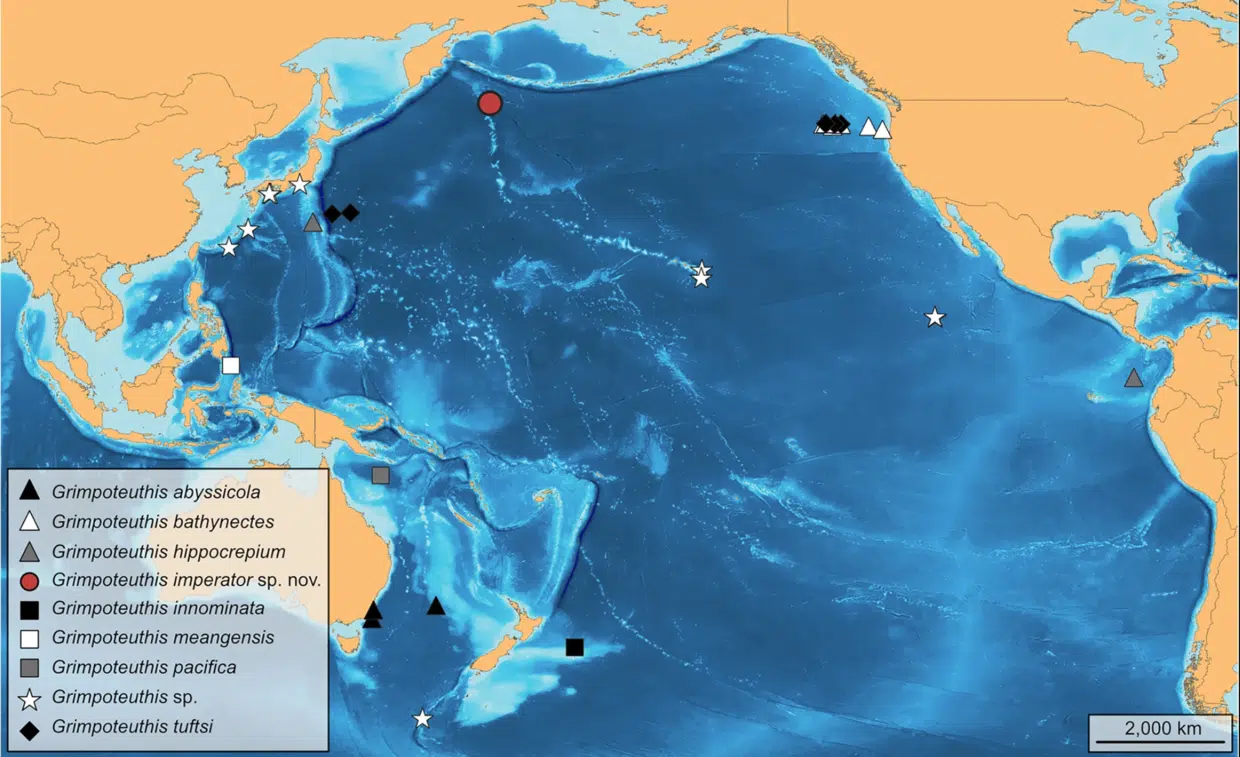 Grimpoteuthis abyssicola
Grimpoteuthis bathynectes
Grimpoteuthis hippocrepium
Grimpoteuthis imperator sp. nov.
Grimpoteuthis innominata
Grimpoteuthis meangensis
Grimpoteuthis pacifica
Grimpoteuthis sp.
Grimpoteuthis tuftsi
2,000 km